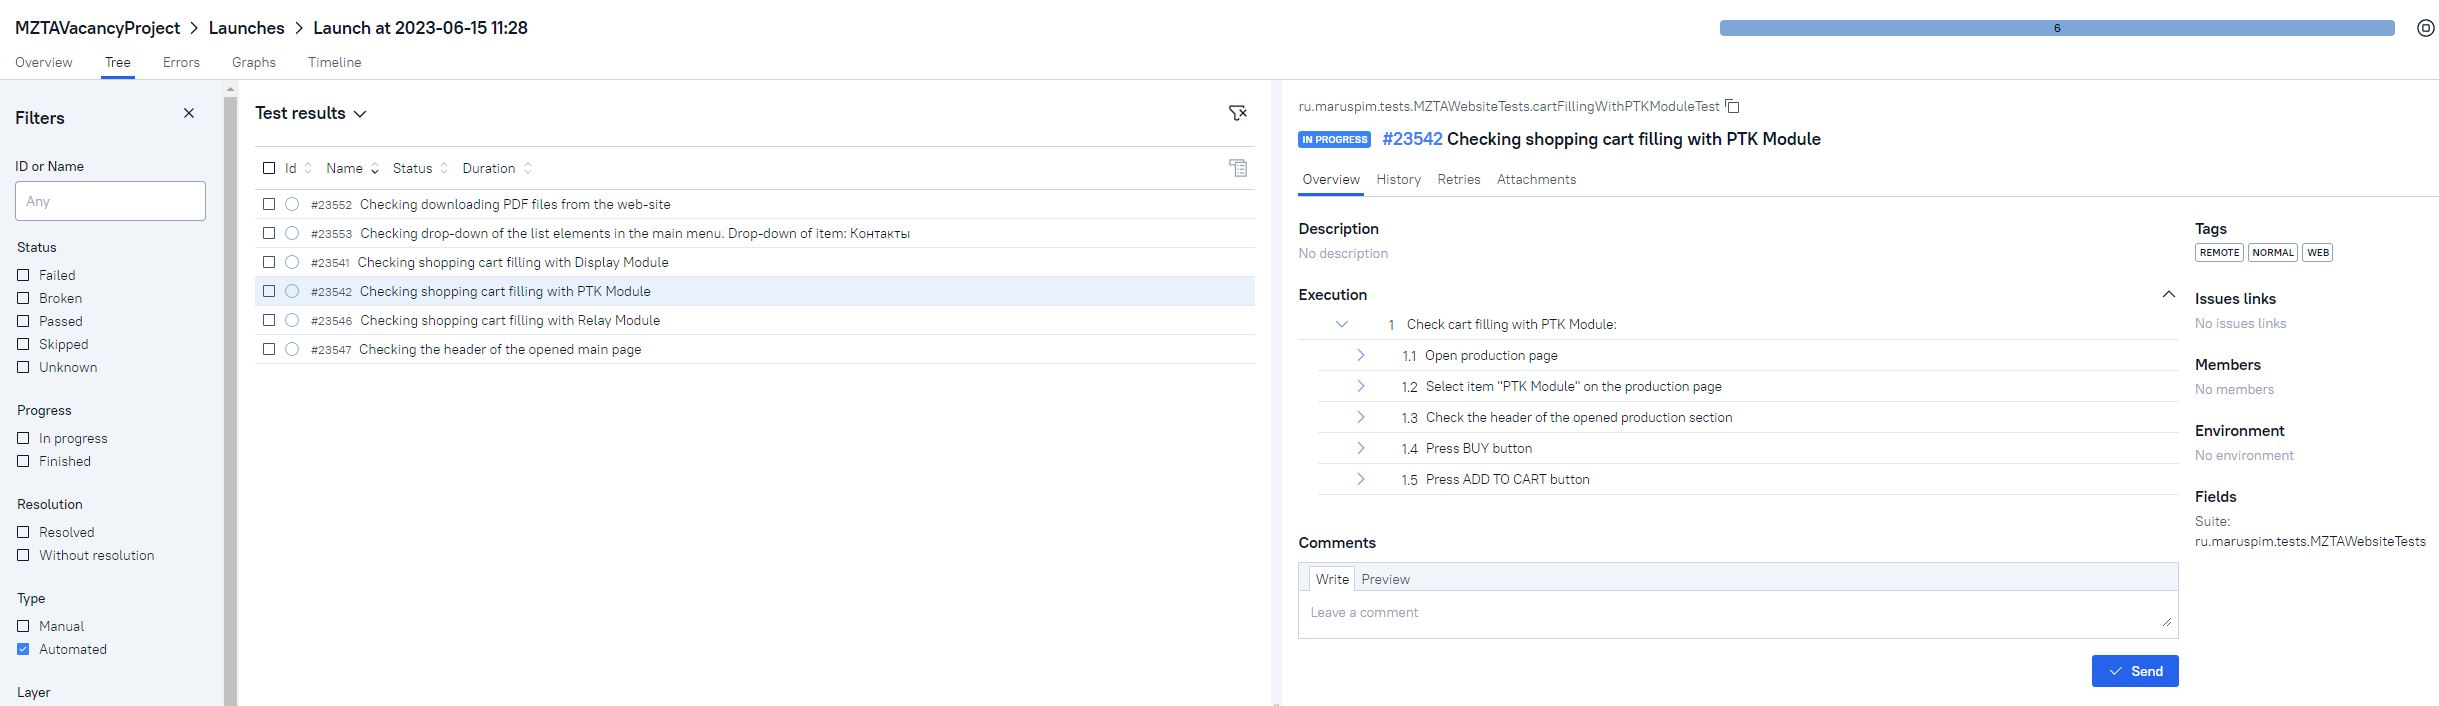 MZTAVacancyProject > Launches > Launch at 2023-06-15 11:28
6
Overview Tree Errors Graphs Timeline
Filters
ID or Name
Any
Status
Failed
Broken
Passed
Skipped
Unknown
Progress
In progress
Finished
Resolution
Resolved
Without resolution
Type
Manual
Automated
Layer
Test results
Id Name Status Duration
#23552 Checking downloading PDF files from the web-site
#23553 Checking drop-down of the list elements in the main menu. Drop-down of item: Контакты
#23541 Checking shopping cart filling with Display Module
#23542 Checking shopping cart filling with PTK Module
#23546 Checking shopping cart filling with Relay Module
#23547 Checking the header of the opened main page
ru.maruspim.tests.MZTAWebsiteTests.cartFillingWithPTKModuleTest
IN PROGRESS #23542 Checking shopping cart filling with PTK Module
Overview History Retries Attachments
Description
No description
Execution
1 Check cart filling with PTK Module:
1.1 Open production page
1.2 Select item "PTK Module" on the production page
1.3 Check the header of the opened production section
1.4 Press BUY button
1.5 Press ADD TO CART button
Comments
Write Preview
Leave a comment
Send
Tags
REMOTE NORMAL WEB
Issues links
No issues links
Members
No members
Environment
No environment
Fields
Suite:
ru.maruspim.tests.MZTAWebsiteTests